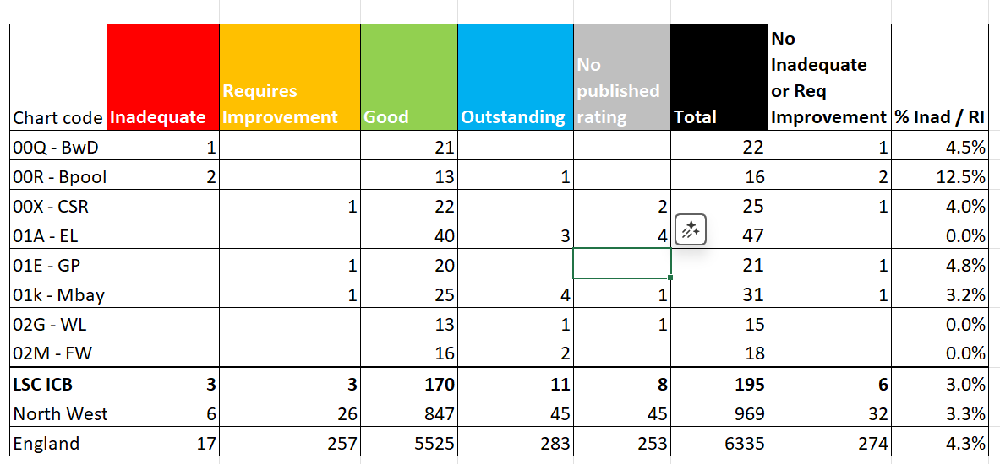 Chart code Inadequate Requires Improvement Good Outstanding No published rating Total No Inadequate or Req Improvement % Inad / RI
00Q - BwD 1 21 22 1 4.5%
00R - Bpool 2 13 1 16 2 12.5%
00X - CSR 1 22 2 25 1 4.0%
01A - EL 40 3 4 47 0.0%
01E - GP 1 20 21 1 4.8%
01k - Mbay 1 25 4 1 31 1 3.2%
02G - WL 13 1 1 15 0.0%
02M - FW 16 2 18 0.0%
LSC ICB 3 3 170 11 8 195 6 3.0%
North West 6 26 847 45 45 969 32 3.3%
England 17 257 5525 283 253 6335 274 4.3%